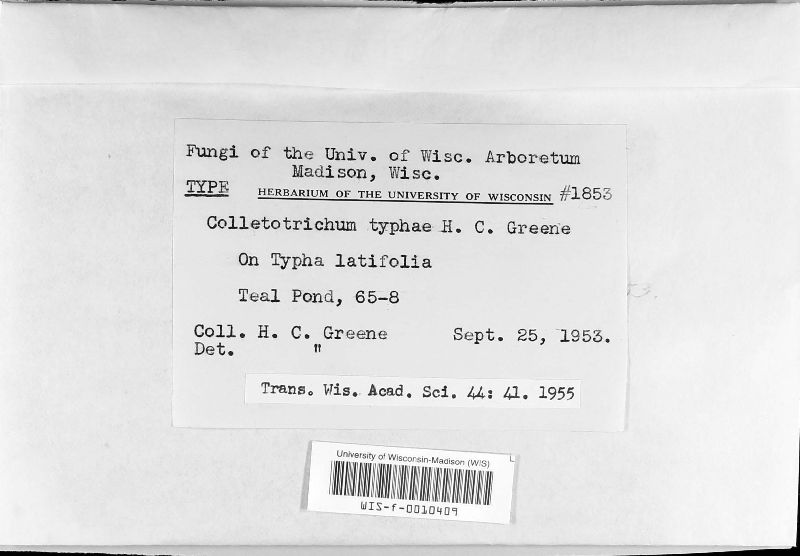 Fungi of the Univ. of Wisc. Arboretum
Madison, Wisc.
TYPE HERBARIUM OF THE UNIVERSITY OF WISCONSIN #1853
Colletotrichum typhae H. C. Greene
On Typha latifolia
Teal Pond, 65-8
Coll. H. C. Greene Sept. 25, 1953.
Det. "
Trans. Wis. Acad. Sci. 44: 41. 1955
University of Wisconsin-Madison (WIS)
WIS-f-0010409